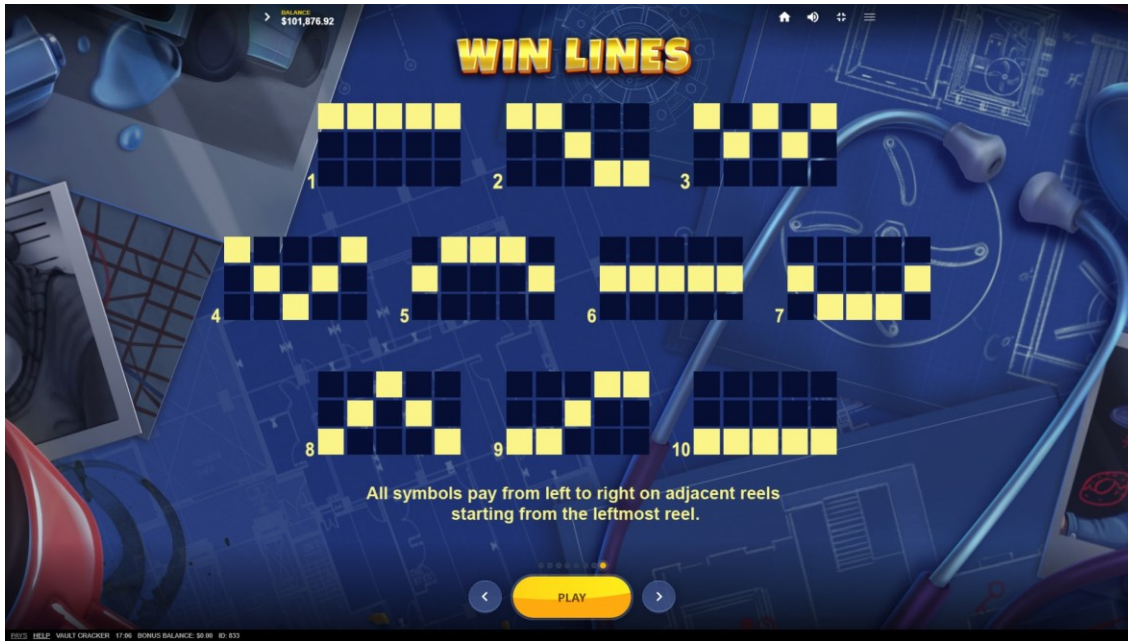 BALANCE
$101,876.92
WIN LINES
1
2
3
4
5
6
7
8
9
10
All symbols pay from left to right on adjacent reels
starting from the leftmost reel.
PLAY
PAYS HELP VAULT CRACKER 17:06 BONUS BALANCE: $0.00 ID: 833